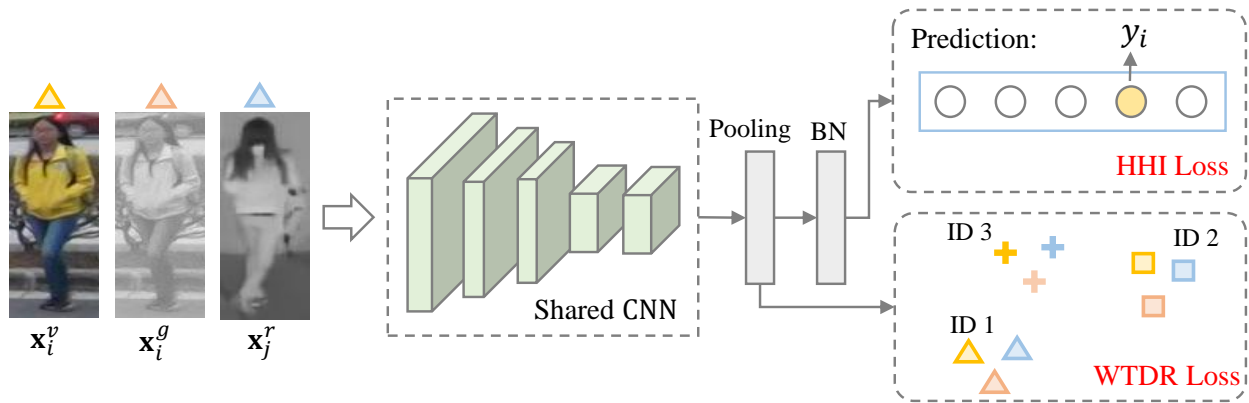 Prediction:
y_i
HHI Loss
Pooling
BN
Shared CNN
x_i^v
x_i^g
x_j^r
ID 3
ID 2
ID 1
WTDR Loss